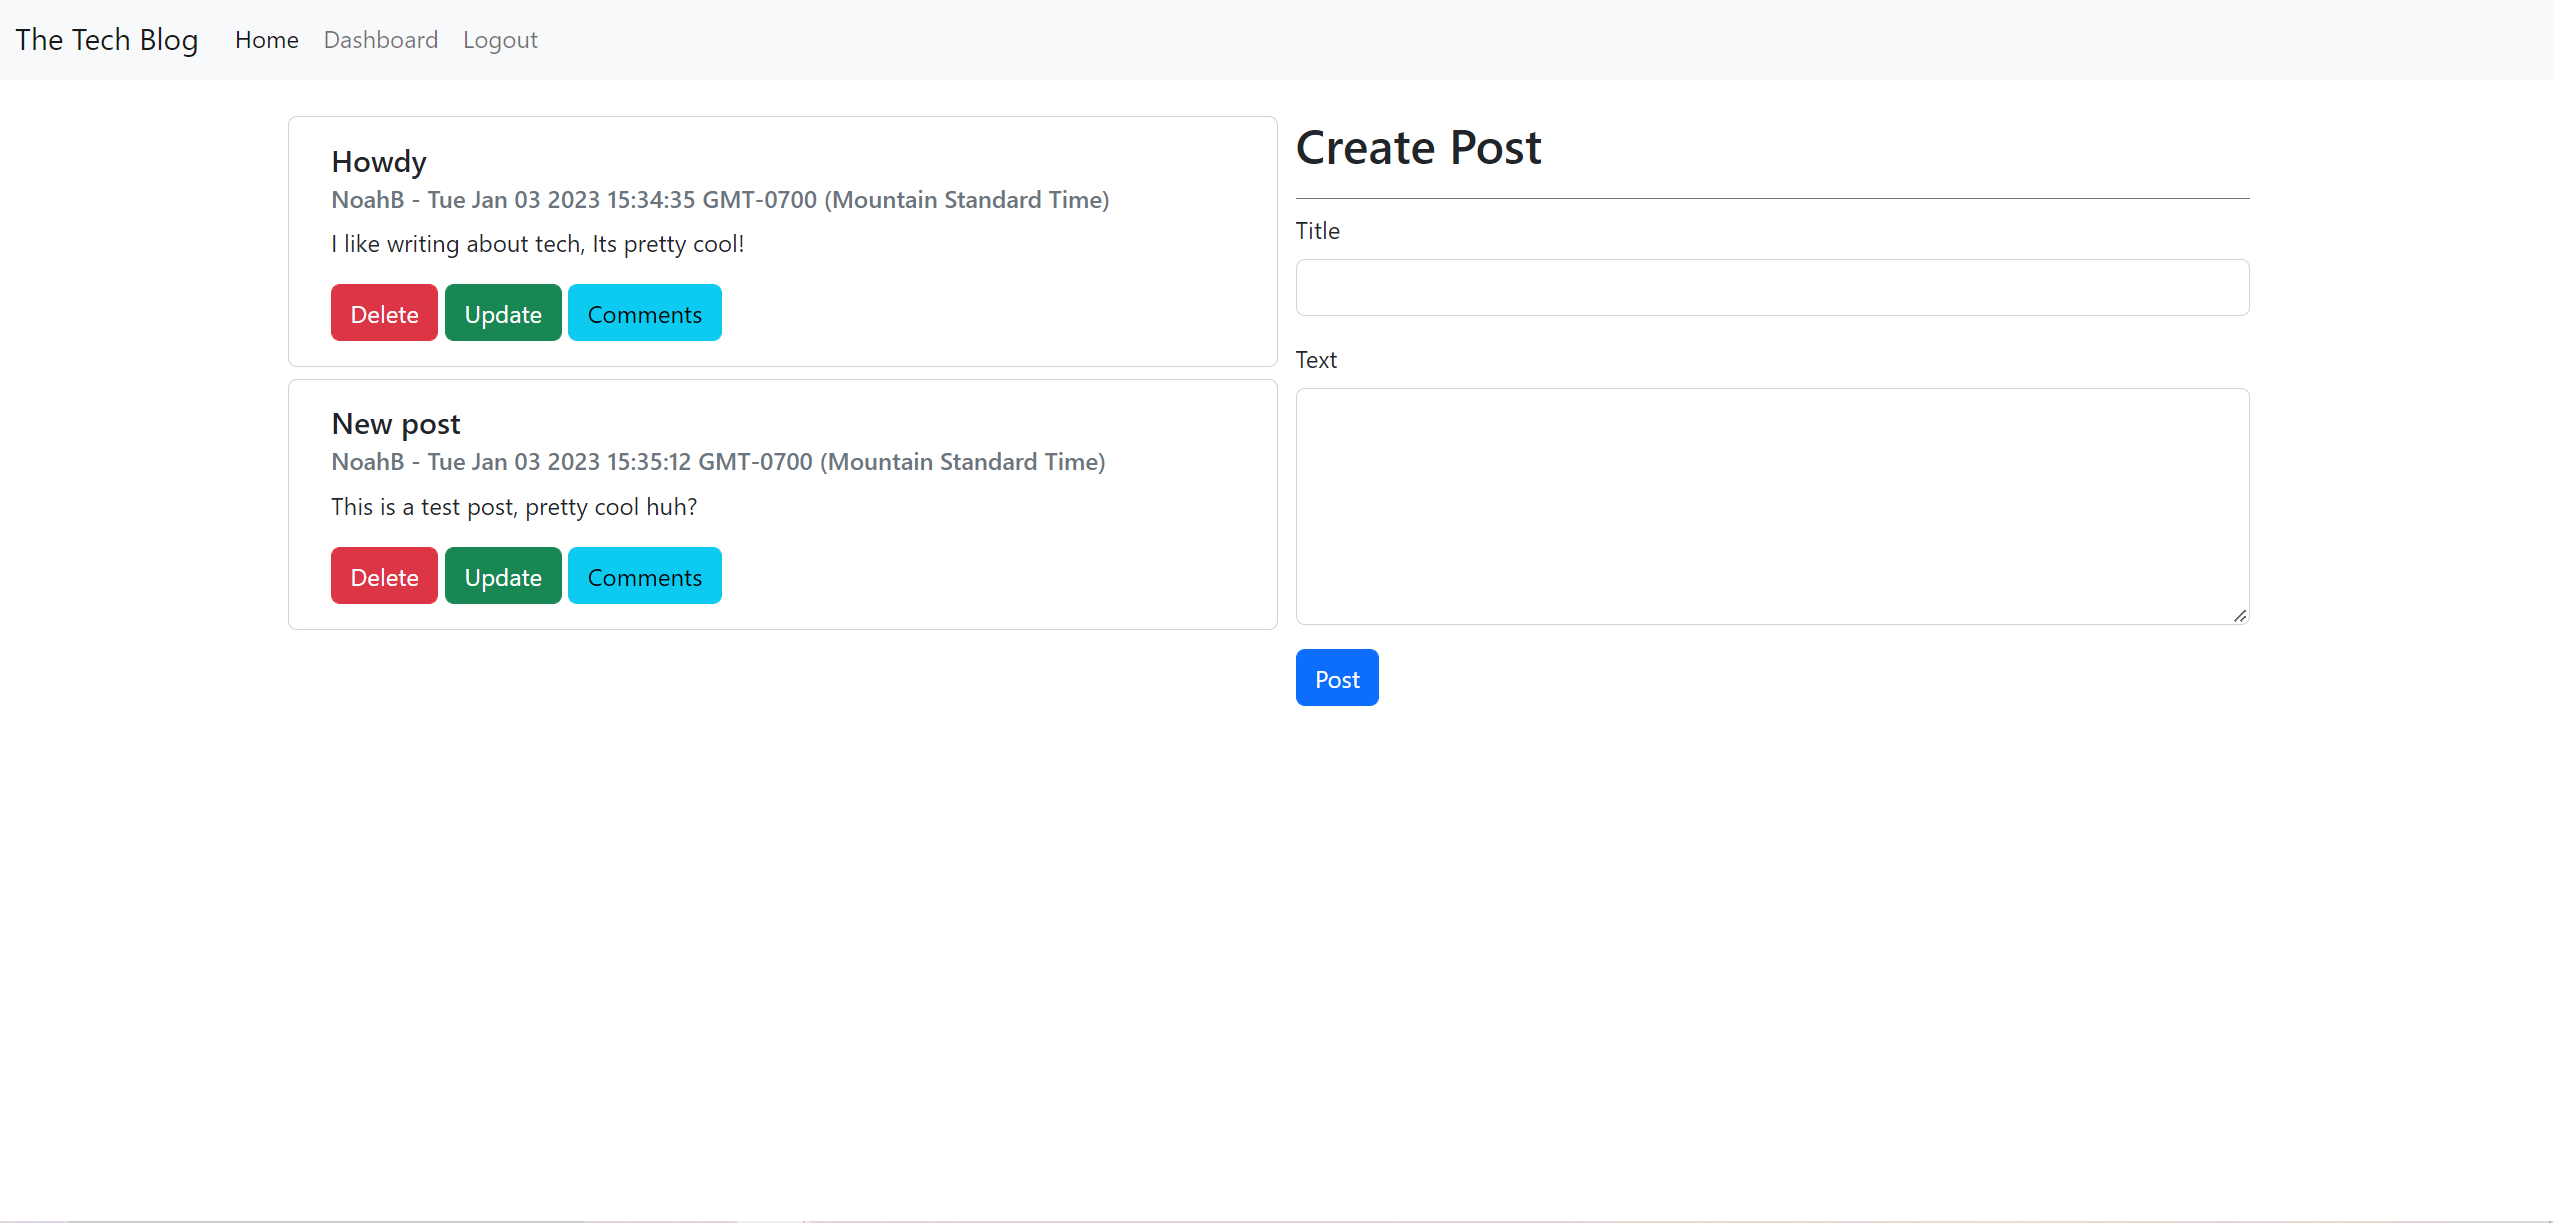 The Tech Blog Home Dashboard Logout
Howdy
NoahB - Tue Jan 03 2023 15:34:35 GMT-0700 (Mountain Standard Time)
I like writing about tech, Its pretty cool!
Delete Update Comments
New post
NoahB - Tue Jan 03 2023 15:35:12 GMT-0700 (Mountain Standard Time)
This is a test post, pretty cool huh?
Delete Update Comments
Create Post
Title
Text
Post